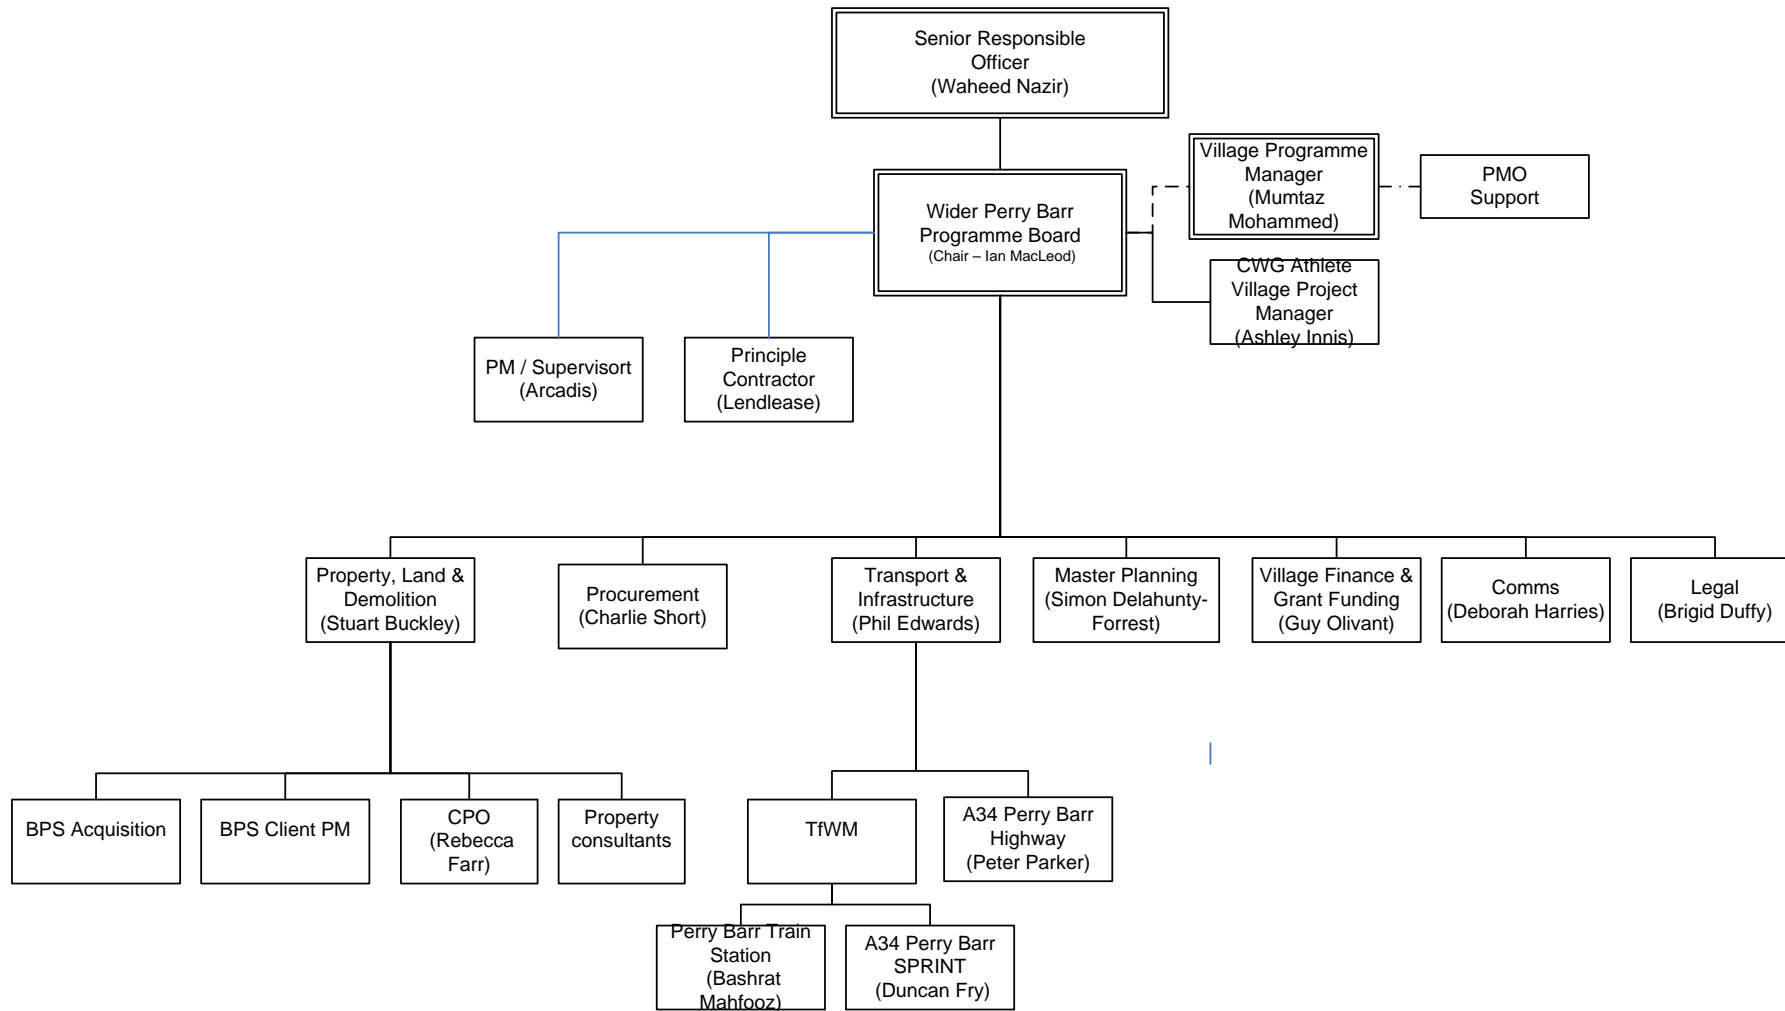 Senior Responsible
Officer
(Waheed Nazir)
Village Programme
Manager
(Mumtaz
Mohammed)
PMO
Support
Wider Perry Barr
Programme Board
(Chair – Ian MacLeod)
CWG Athlete
Village Project
Manager
(Ashley Innis)
PM / Supervisort
(Arcadis)
Principle
Contractor
(Lendlease)
Property, Land &
Demolition
(Stuart Buckley)
Procurement
(Charlie Short)
Transport &
Infrastructure
(Phil Edwards)
Master Planning
(Simon Delahunty-
Forrest)
Village Finance &
Grant Funding
(Guy Olivant)
Comms
(Deborah Harries)
Legal
(Brigid Duffy)
BPS Acquisition
BPS Client PM
CPO
(Rebecca
Farr)
Property
consultants
TfWM
A34 Perry Barr
Highway
(Peter Parker)
Perry Barr Train
Station
(Bashrat
Mahfooz)
A34 Perry Barr
SPRINT
(Duncan Fry)